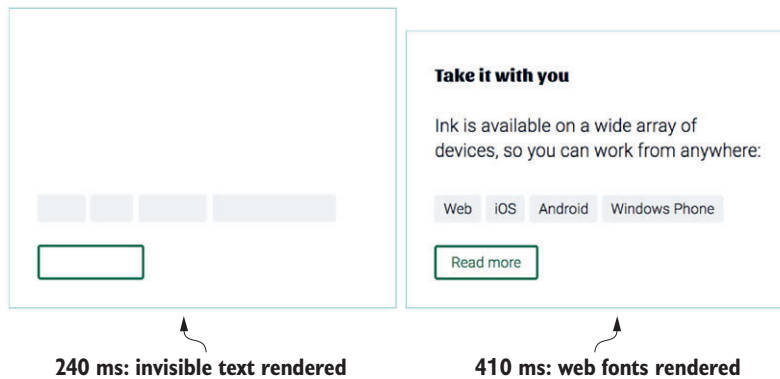 Take it with you
Ink is available on a wide array of
devices, so you can work from anywhere:
Web iOS Android Windows Phone
Read more
240 ms: invisible text rendered
410 ms: web fonts rendered